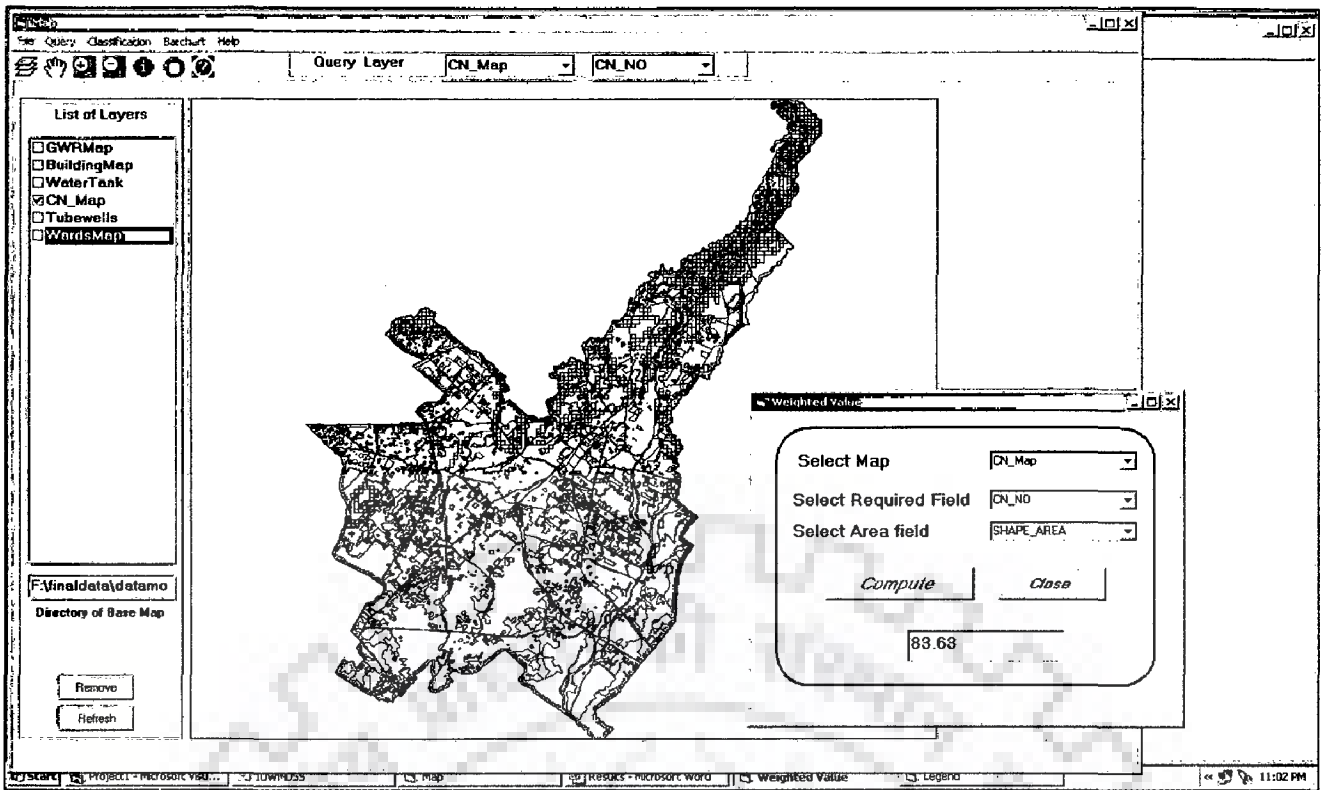 Map
File Query Classification Barchart Help
Query Layer CN_Map CN_NO
List of Layers
GWRMap
BuildingMap
WaterTank
CN_Map
Tubewells
WardsMap
F:\finaldata\datamo
Directory of Base Map
Remove
Refresh
Weighted Value
Select Map CN_Map
Select Required Field CN_NO
Select Area field SHAPE_AREA
Compute Close
83.63
Start Project1 - Microsoft Visu... IUWMDSS Map Results - Microsoft Word Weighted Value Legend « 11:02 PM